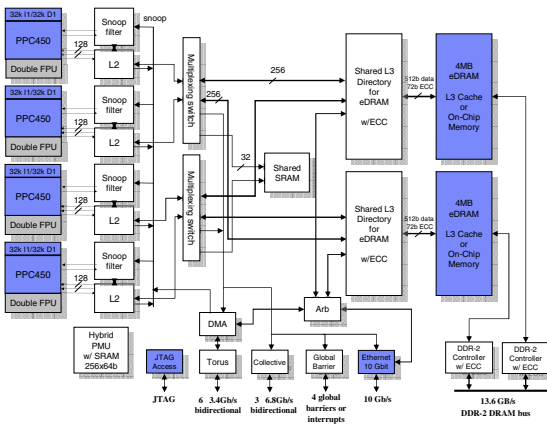 32k I1/32k D1
PPC450
Double FPU
128
Snoop
filter
L2
snoop
32k I1/32k D1
PPC450
Double FPU
128
Snoop
filter
L2
32k I1/32k D1
PPC450
Double FPU
128
Snoop
filter
L2
32k I1/32k D1
PPC450
Double FPU
128
Snoop
filter
L2
Multiplexing switch
Multiplexing switch
256
256
32
Shared
SRAM
Shared L3
Directory
for
eDRAM
w/ECC
512b data
72b ECC
4MB
eDRAM
L3 Cache
or
On-Chip
Memory
Shared L3
Directory
for
eDRAM
w/ECC
512b data
72b ECC
4MB
eDRAM
L3 Cache
or
On-Chip
Memory
Hybrid
PMU
w/ SRAM
256x64b
DMA
Arb
JTAG
Access
Torus
Collective
Global
Barrier
Ethernet
10 Gbit
DDR-2
Controller
w/ ECC
DDR-2
Controller
w/ ECC
JTAG
6 3.4Gb/s
bidirectional
3 6.8Gb/s
bidirectional
4 global
barriers or
interrupts
10 Gb/s
13.6 GB/s
DDR-2 DRAM bus